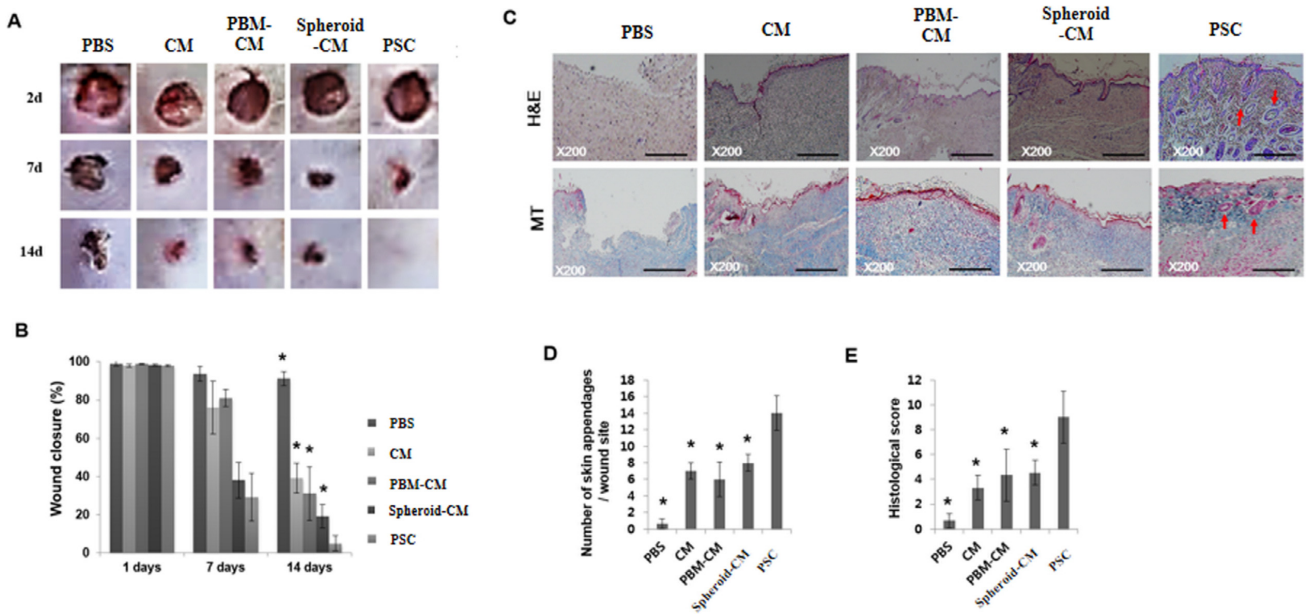 A
PBS
CM
PBM-
CM
Spheroid
-CM
PSC
2d
7d
14d
B
Wound closure (%)
100
80
60
40
20
0
*
*
*
*
1 days
7 days
14 days
PBS
CM
PBM-CM
Spheroid-CM
PSC
C
PBS
CM
PBM-
CM
Spheroid
-CM
PSC
H&E
X200
X200
X200
X200
X200
MT
X200
X200
X200
X200
X200
D
Number of skin appendages
/ wound site
18
16
14
12
10
8
6
4
2
0
*
*
*
*
PBS
CM
PBM-CM
Spheroid-CM
PSC
E
Histological score
12
10
8
6
4
2
0
*
*
*
*
PBS
CM
PBM-CM
Spheroid-CM
PSC